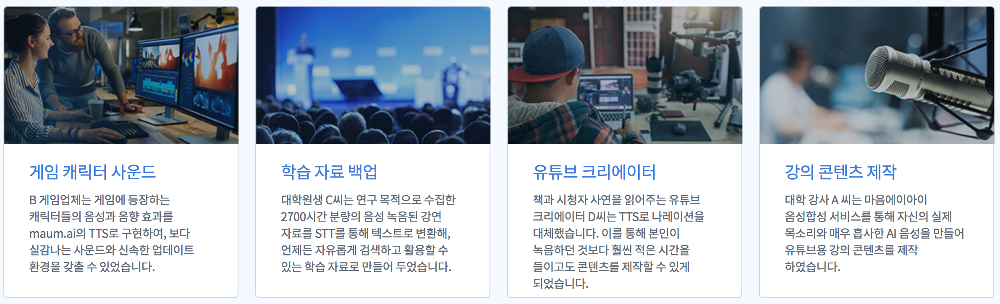 게임 캐릭터 사운드
B 게임업체는 게임에 등장하는
캐릭터들의 음성과 음향 효과를
maum.ai의 TTS로 구현하여, 보다
실감나는 사운드와 신속한 업데이트
환경을 갖출 수 있었습니다.
학습 자료 백업
대학원생 C씨는 연구 목적으로 수집한
2700시간 분량의 음성 녹음된 강연
자료를 STT를 통해 텍스트로 변환해,
언제든 자유롭게 검색하고 활용할 수
있는 학습 자료로 만들어 두었습니다.
유튜브 크리에이터
책과 시청자 사연을 읽어주는 유튜브
크리에이터 D씨는 TTS로 나레이션을
대체했습니다. 이를 통해 본인이
녹음하던 것보다 훨씬 적은 시간을
들이고도 콘텐츠를 제작할 수 있게
되었습니다.
강의 콘텐츠 제작
대학 강사 A 씨는 마음에이아이
음성합성 서비스를 통해 자신의 실제
목소리와 매우 흡사한 AI 음성을 만들어
유튜브용 강의 콘텐츠를 제작
하였습니다.